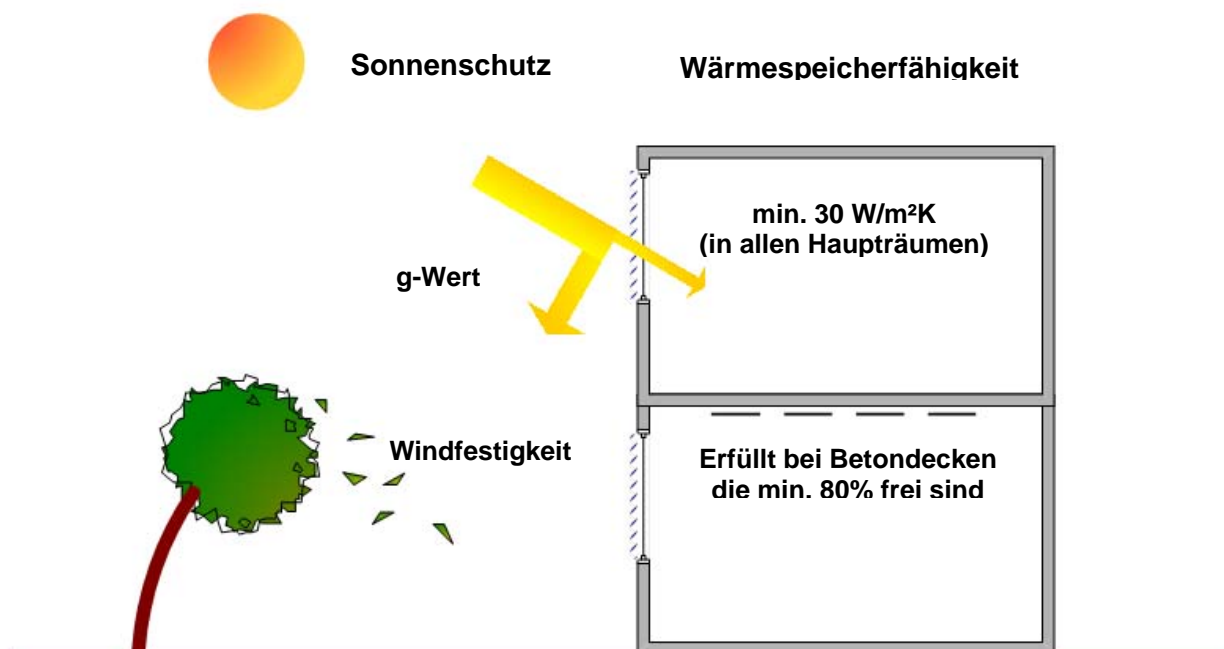 Sonnenschutz
Wärmespeicherfähigkeit
min. 30 W/m²K
(in allen Haupträumen)
g-Wert
Windfestigkeit
Erfüllt bei Betondecken
die min. 80% frei sind